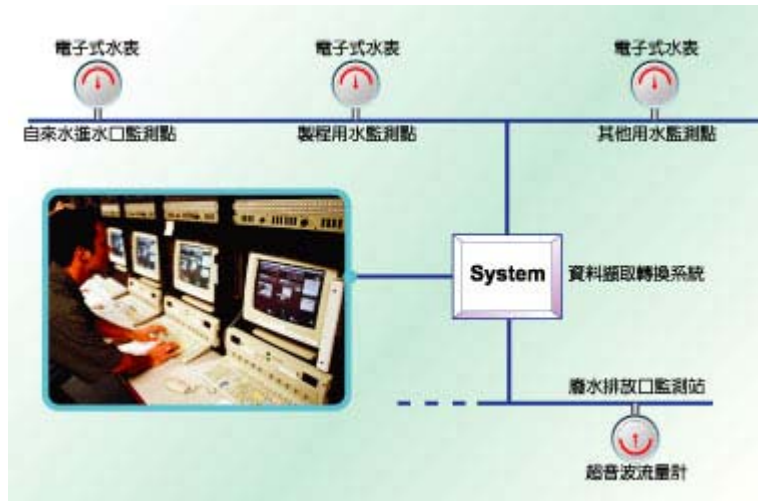 電子式水表
電子式水表
電子式水表
自來水進水口監測點
製程用水監測點
其他用水監測點
System
資料擷取轉換系統
廢水排放口監測站
超音波流量計